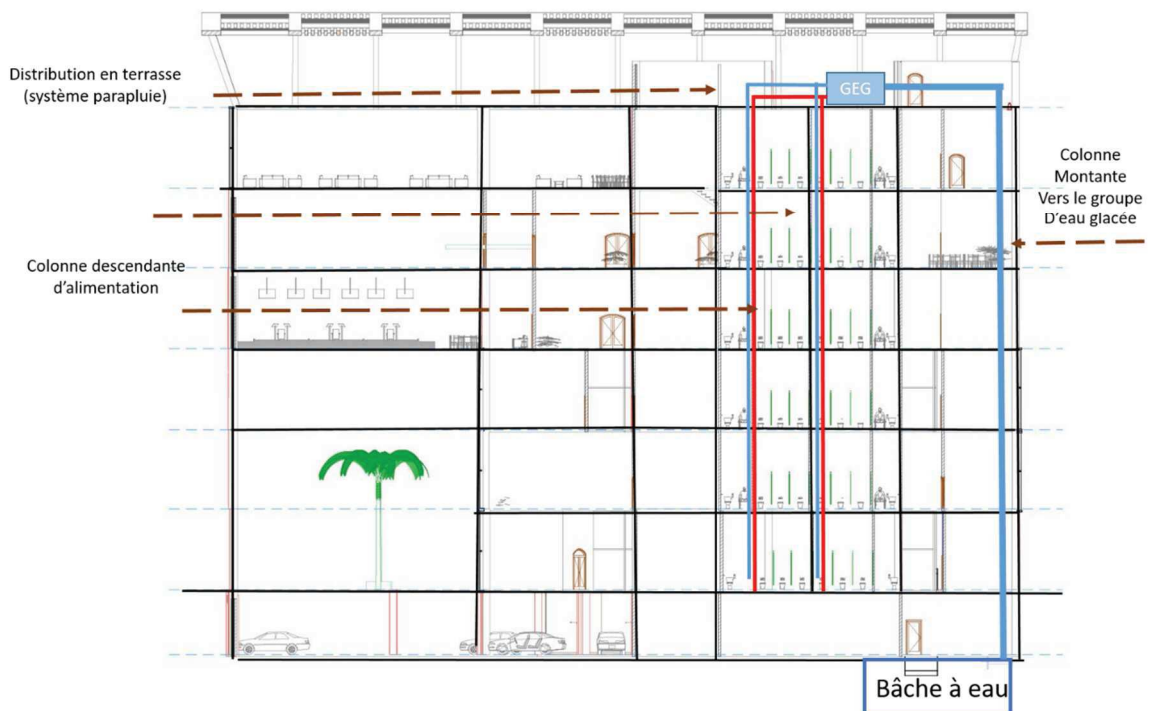 Distribution en terrasse
(système parapluie)
GEG
Colonne
Montante
Vers le groupe
D'eau glacée
Colonne descendante
d'alimentation
Bâche à eau